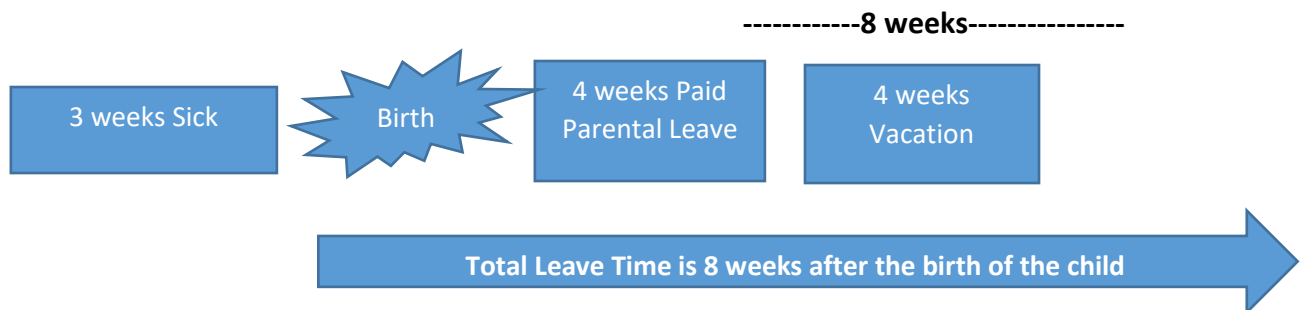 ------------8 weeks----------------
3 weeks Sick
Birth
4 weeks Paid
Parental Leave
4 weeks
Vacation
Total Leave Time is 8 weeks after the birth of the child